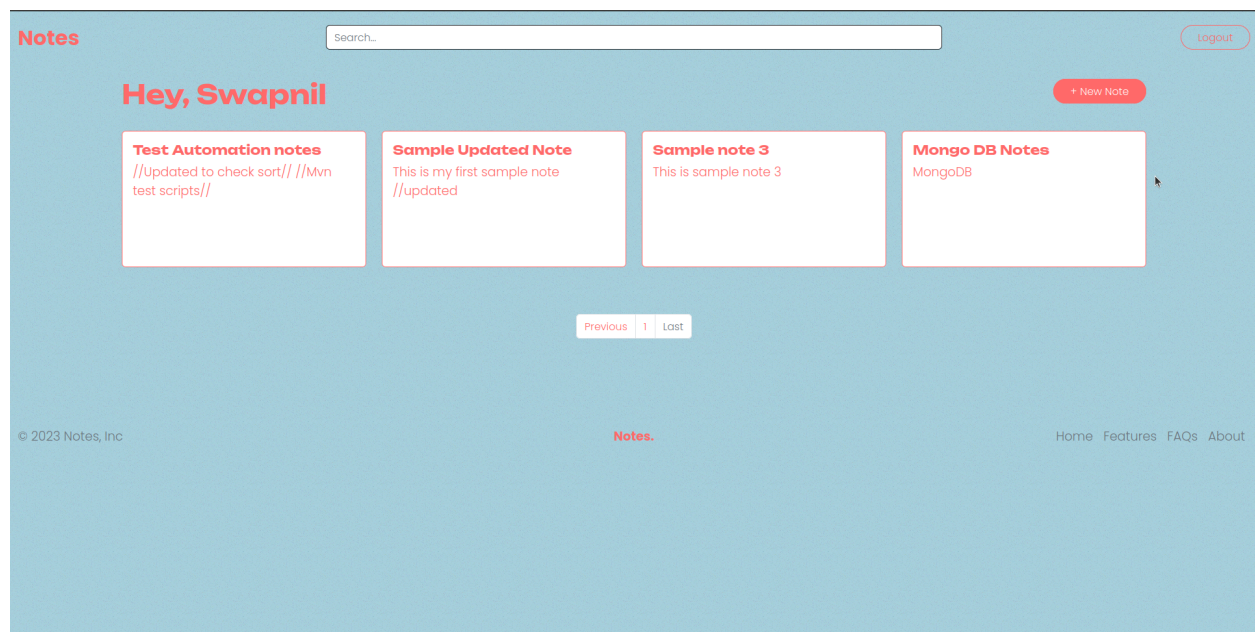 Notes
Search...
Logout
Hey, Swapnil
+ New Note
Test Automation notes
//Updated to check sort// //Mvn
test scripts//
Sample Updated Note
This is my first sample note
//updated
Sample note 3
This is sample note 3
Mongo DB Notes
MongoDB
Previous 1 Last
© 2023 Notes, Inc
Notes.
Home Features FAQs About